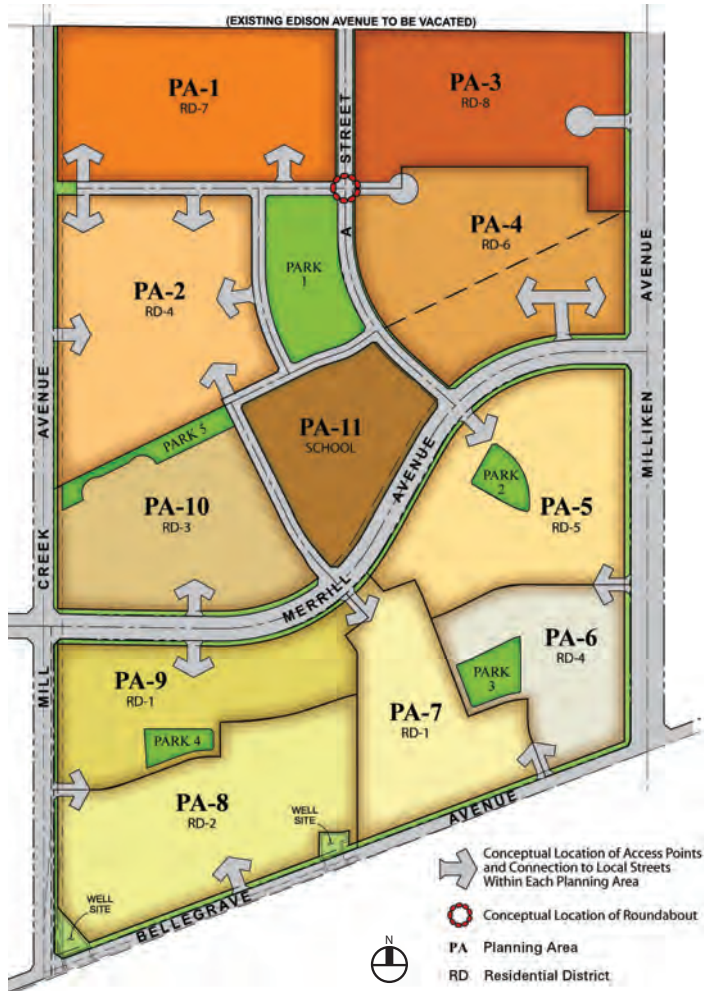 (EXISTING EDISON AVENUE TO BE VACATED)
PA-1
RD-7
PA-3
RD-8
A STREET
PA-4
RD-6
PARK
1
PA-2
RD-4
PA-11
SCHOOL
PARK 5
PARK
2
PA-10
RD-3
PA-5
RD-5
MERRILL AVENUE
MILL CREEK AVENUE
MILLIKEN AVENUE
PA-6
RD-4
PARK
3
PA-9
RD-1
PA-7
RD-1
PARK 4
PA-8
RD-2
WELL
SITE
WELL
SITE
BELLEGRAVE AVENUE
Conceptual Location of Access Points
and Connection to Local Streets
Within Each Planning Area
Conceptual Location of Roundabout
N
PA Planning Area
RD Residential District